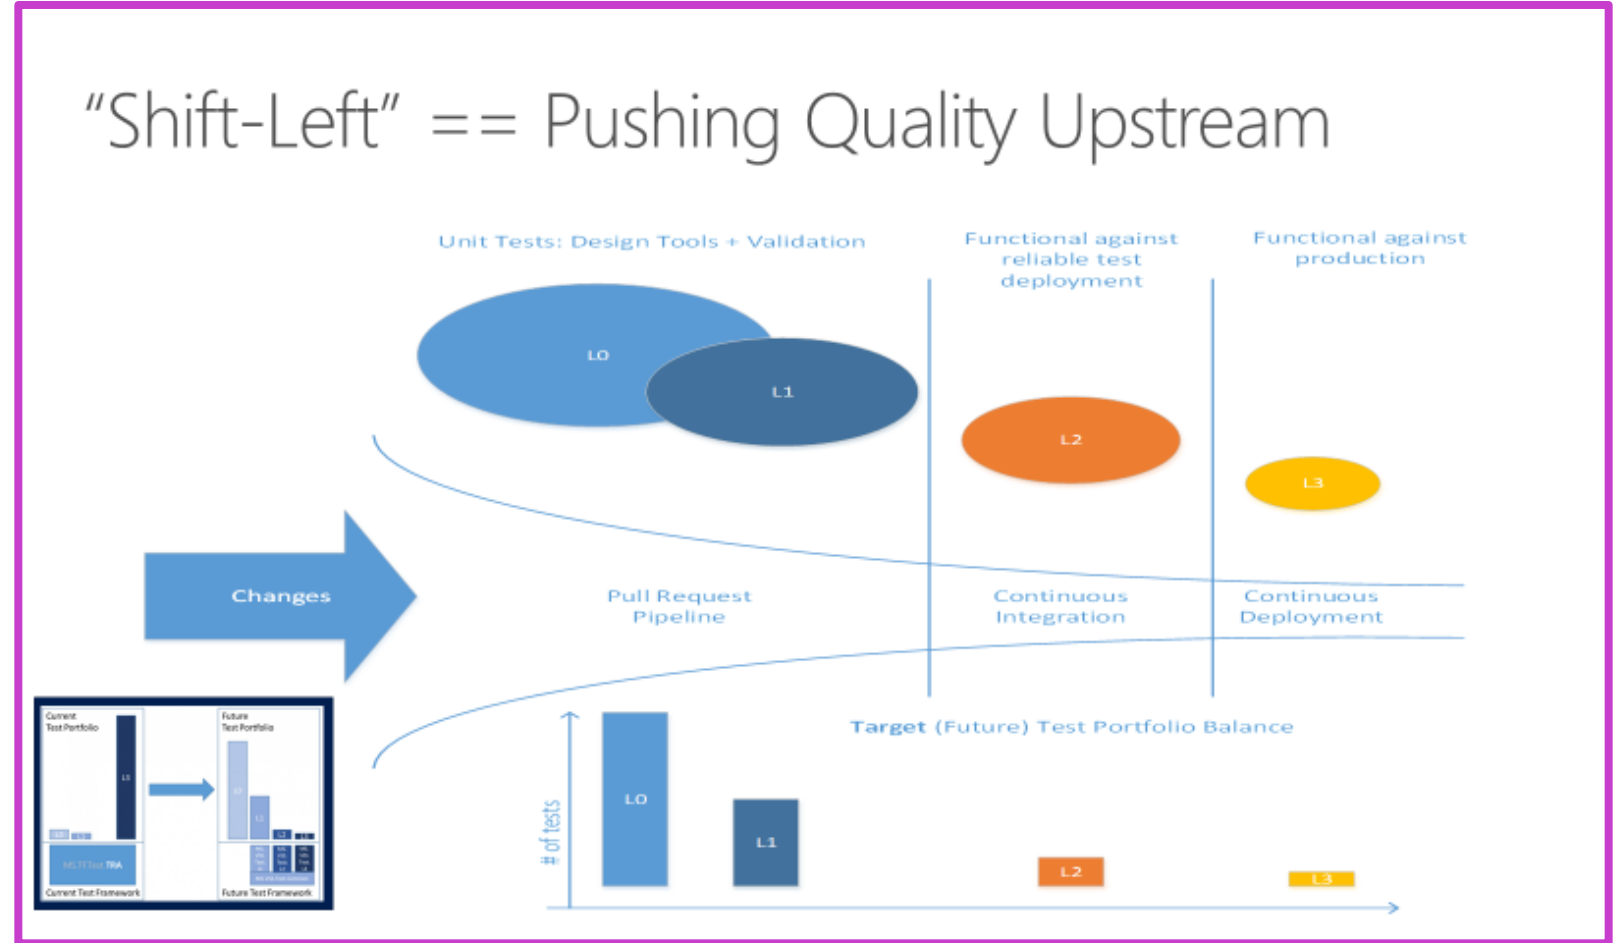 “Shift-Left” == Pushing Quality Upstream
Unit Tests: Design Tools + Validation
Functional against
reliable test
deployment
Functional against
production
L0
L1
L2
L3
Changes
Pull Request
Pipeline
Continuous
Integration
Continuous
Deployment
Target (Future) Test Portfolio Balance
# of tests
L0
L1
L2
L3
Current
Test Portfolio
Future
Test Portfolio
Current Test Framework
Future Test Framework